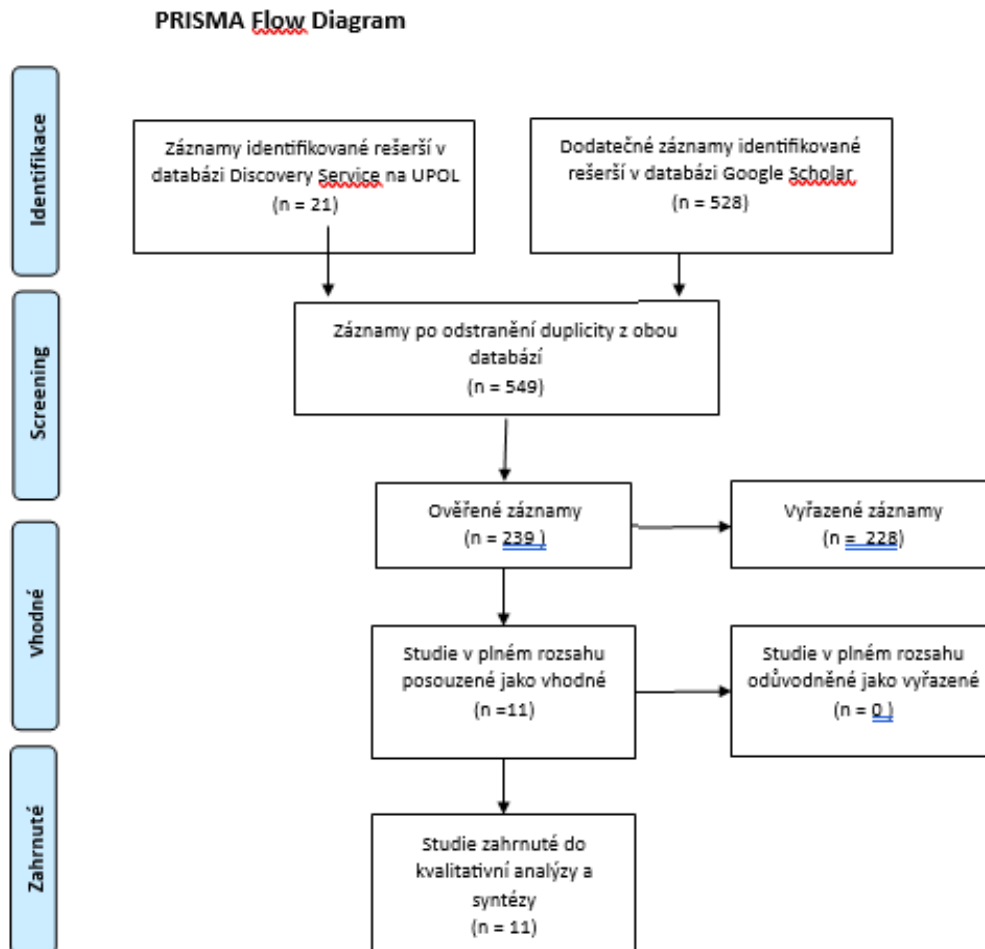 PRISMA Flow Diagram
Identifikace
Záznamy identifikované rešerší v
databázi Discovery Service na UPOL
(n = 21)
Dodatečné záznamy identifikované
rešerší v databázi Google Scholar
(n = 528)
Screening
Záznamy po odstranění duplicity z obou
databází
(n = 549)
Ověřené záznamy
(n = 239 )
Vyřazené záznamy
(n =  228)
Vhodné
Studie v plném rozsahu
posouzené jako vhodné
(n =11)
Studie v plném rozsahu
odůvodněné jako vyřazené
(n = 0 )
Zahrnuté
Studie zahrnuté do
kvalitativní analýzy a
syntézy
(n = 11)